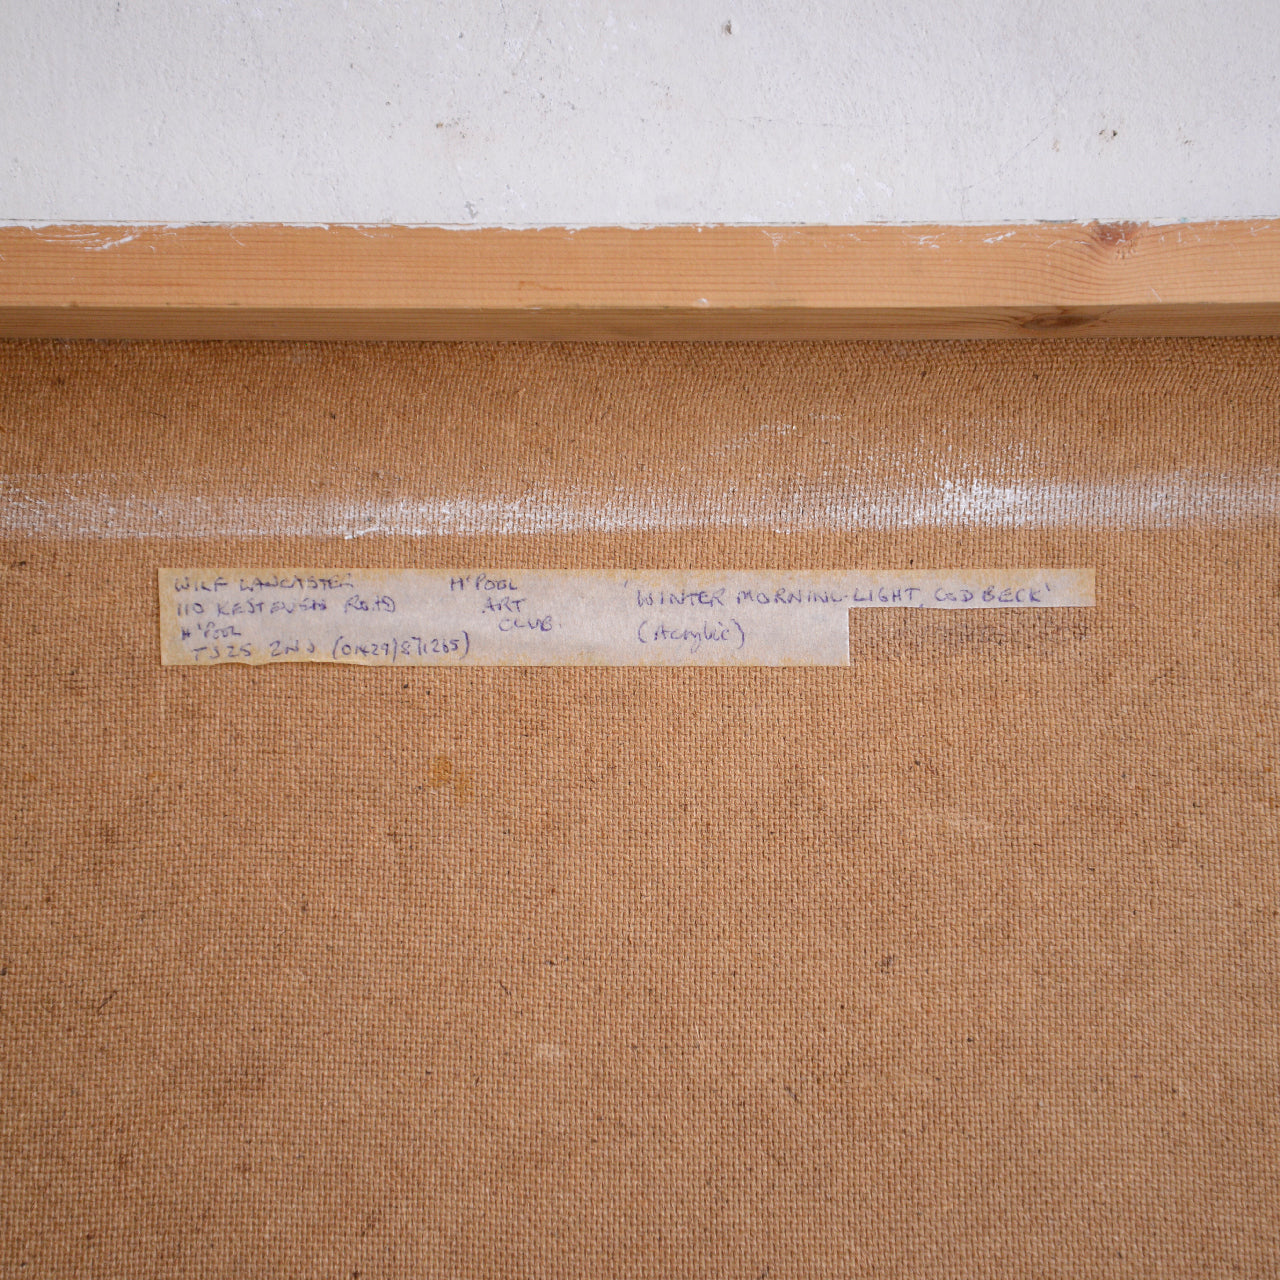 WILF LANCASTER
110 KESTEVEN ROAD
H'POOL
TS25 2NJ (01429/871265)
H'POOL
ART
CLUB.
'WINTER MORNING-LIGHT, COD BECK'
(Acrylic)